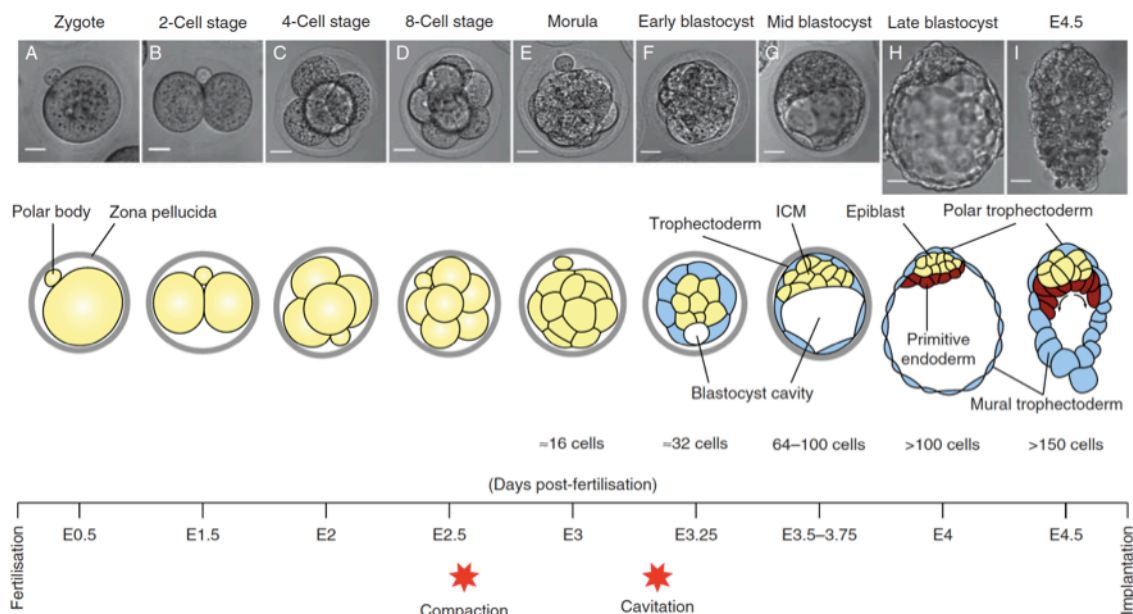 Zygote 2-Cell stage 4-Cell stage 8-Cell stage Morula Early blastocyst Mid blastocyst Late blastocyst E4.5
A B C D E F G H I
Polar body Zona pellucida
Trophectoderm ICM Epiblast Polar trophectoderm
Primitive
endoderm
Blastocyst cavity Mural trophectoderm
≈16 cells ≈32 cells 64–100 cells >100 cells >150 cells
(Days post-fertilisation)
Fertilisation E0.5 E1.5 E2 E2.5 E3 E3.25 E3.5–3.75 E4 E4.5 Implantation
Compaction Cavitation